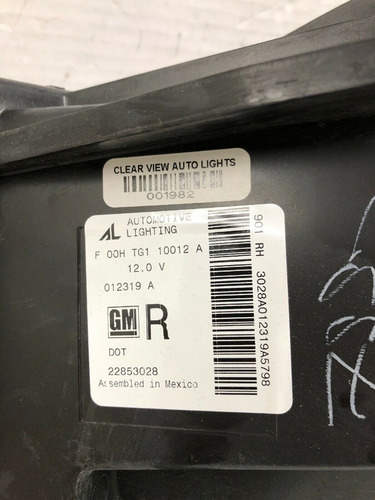 CLEAR VIEW AUTO LIGHTS
001982
AL AUTOMOTIVE
LIGHTING
F 00H TG1 10012 A
12.0 V
012319 A
GM R
DOT
22853028
Assembled in Mexico
901 RH 3028A012319A5798